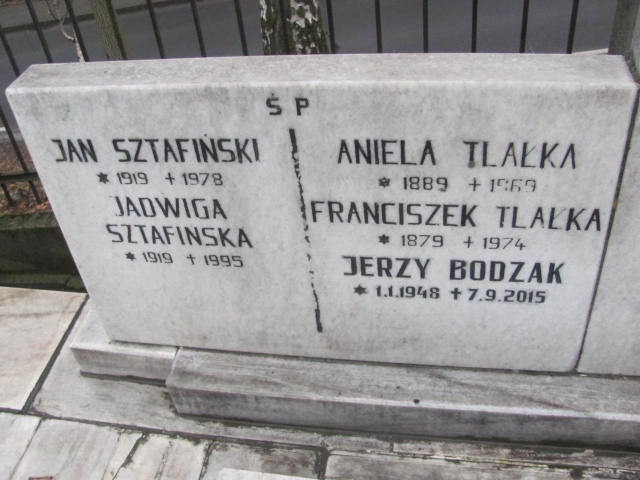 Ś P
JAN SZTAFIŃSKI
* 1919 + 1978
JADWIGA
SZTAFIŃSKA
* 1919 + 1995
ANIELA TLAŁKA
* 1889 + 1969
FRANCISZEK TLAŁKA
* 1879 + 1974
JERZY BODZAK
* 1.1.1948 + 7.9.2015